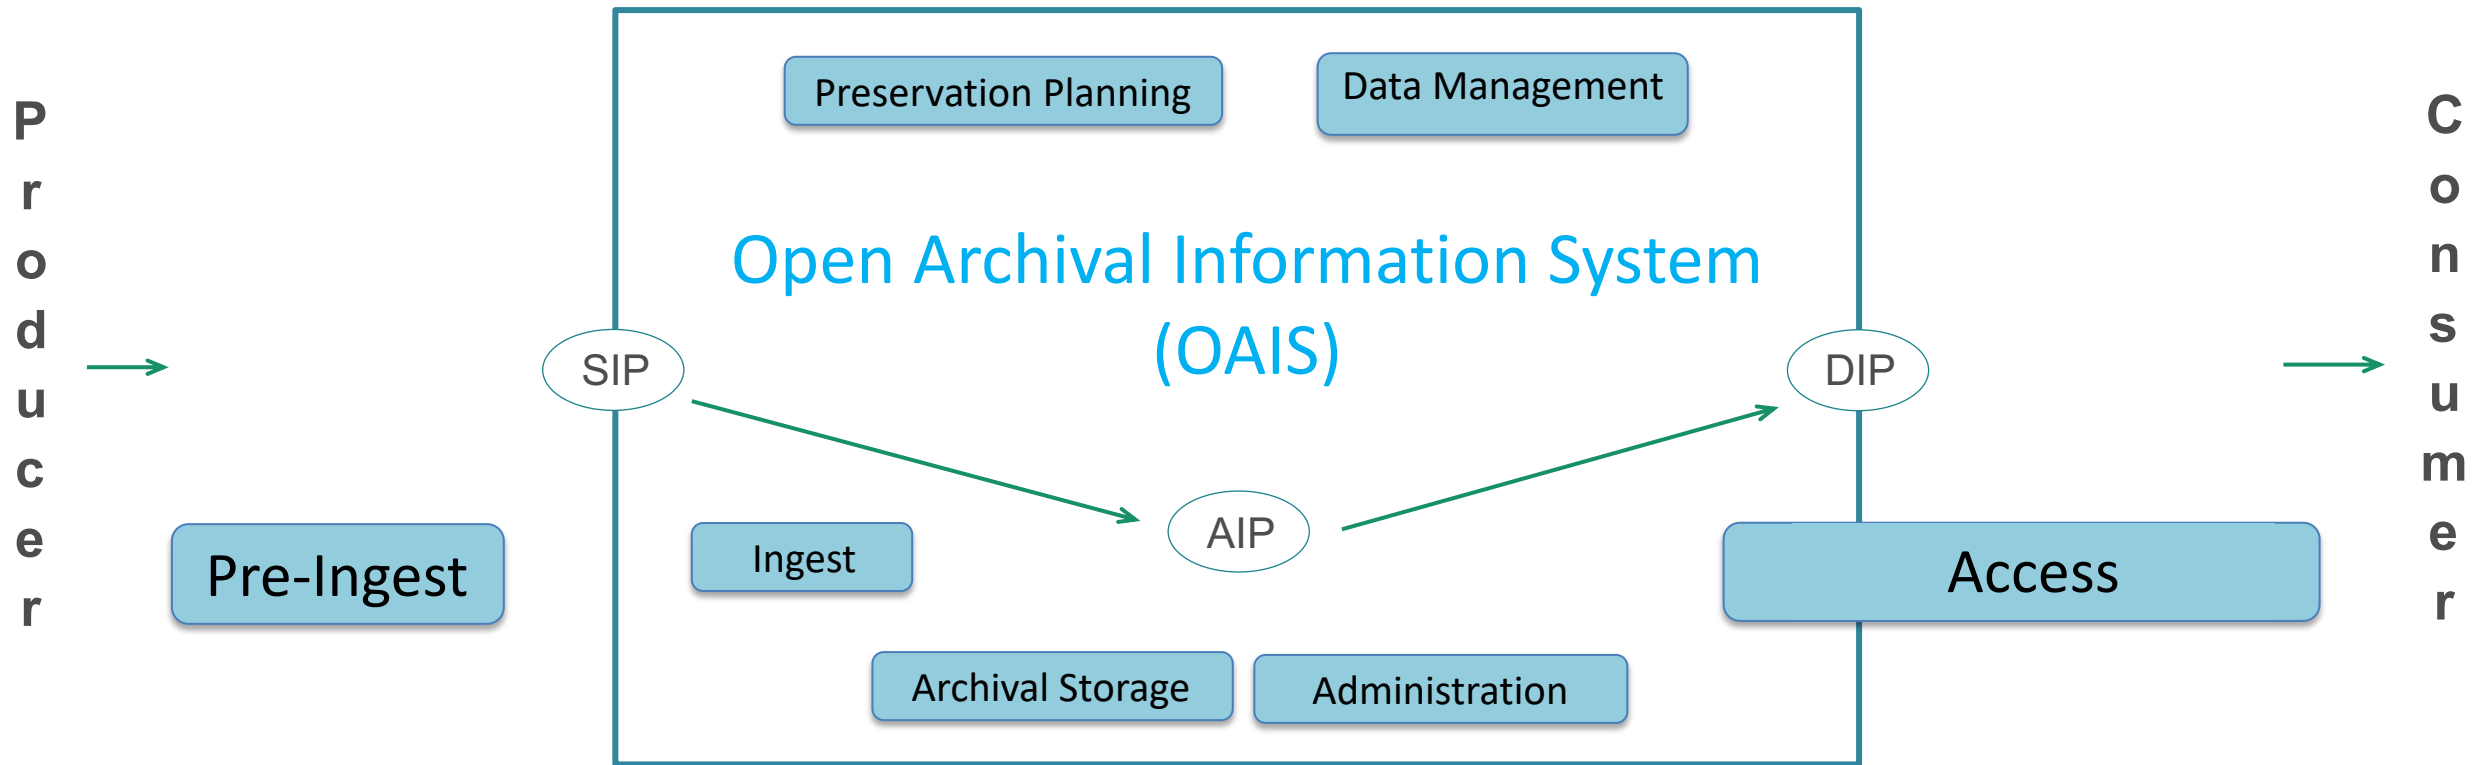 Producer
Preservation Planning
Data Management
Open Archival Information System
(OAIS)
SIP
DIP
AIP
Pre-Ingest
Ingest
Access
Archival Storage
Administration
Consumer